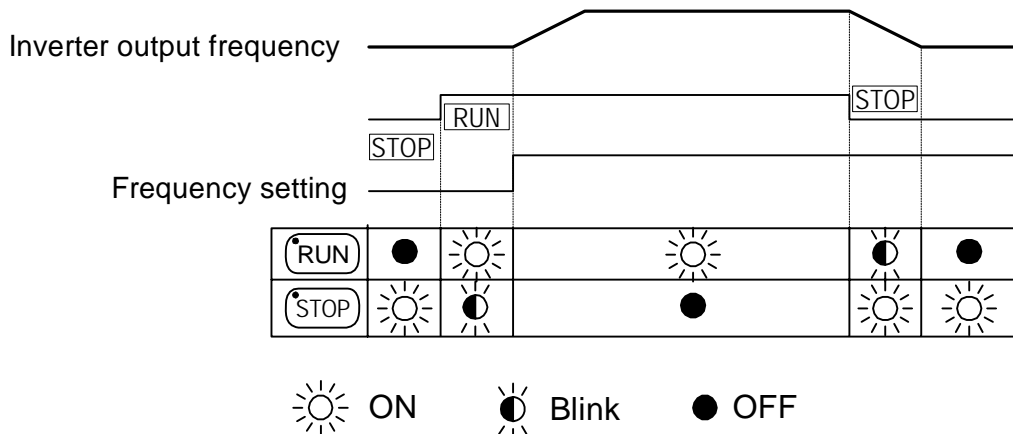 Inverter output frequency
STOP
RUN
STOP
Frequency setting
RUN
STOP
ON Blink OFF